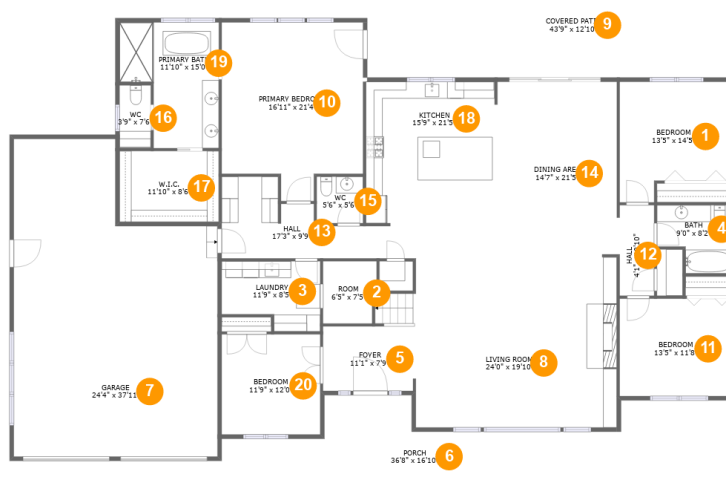 COVERED PAT
43'9" x 12'10
9
PRIMARY BAT
11'10" x 15'0
19
PRIMARY BEDRO
16'11" x 21'4
10
WC
3'9" x 7'6
16
KITCHEN
15'9" x 21'5
18
BEDROOM
13'5" x 14'5
1
DINING AREA
14'7" x 21'5
14
W.I.C.
11'10" x 8'6
17
WC
5'6" x 5'6
15
HALL
17'3" x 9'9
13
BATH
9'0" x 8'2
4
HALL
4'1" x
12
LAUNDRY
11'9" x 8'5
3
ROOM
6'5" x 7'5
2
FOYER
11'1" x 7'9
5
LIVING ROOM
24'0" x 19'10
8
BEDROOM
13'5" x 11'8
11
BEDROOM
11'9" x 12'0
20
GARAGE
24'4" x 37'11
7
PORCH
36'8" x 16'10
6